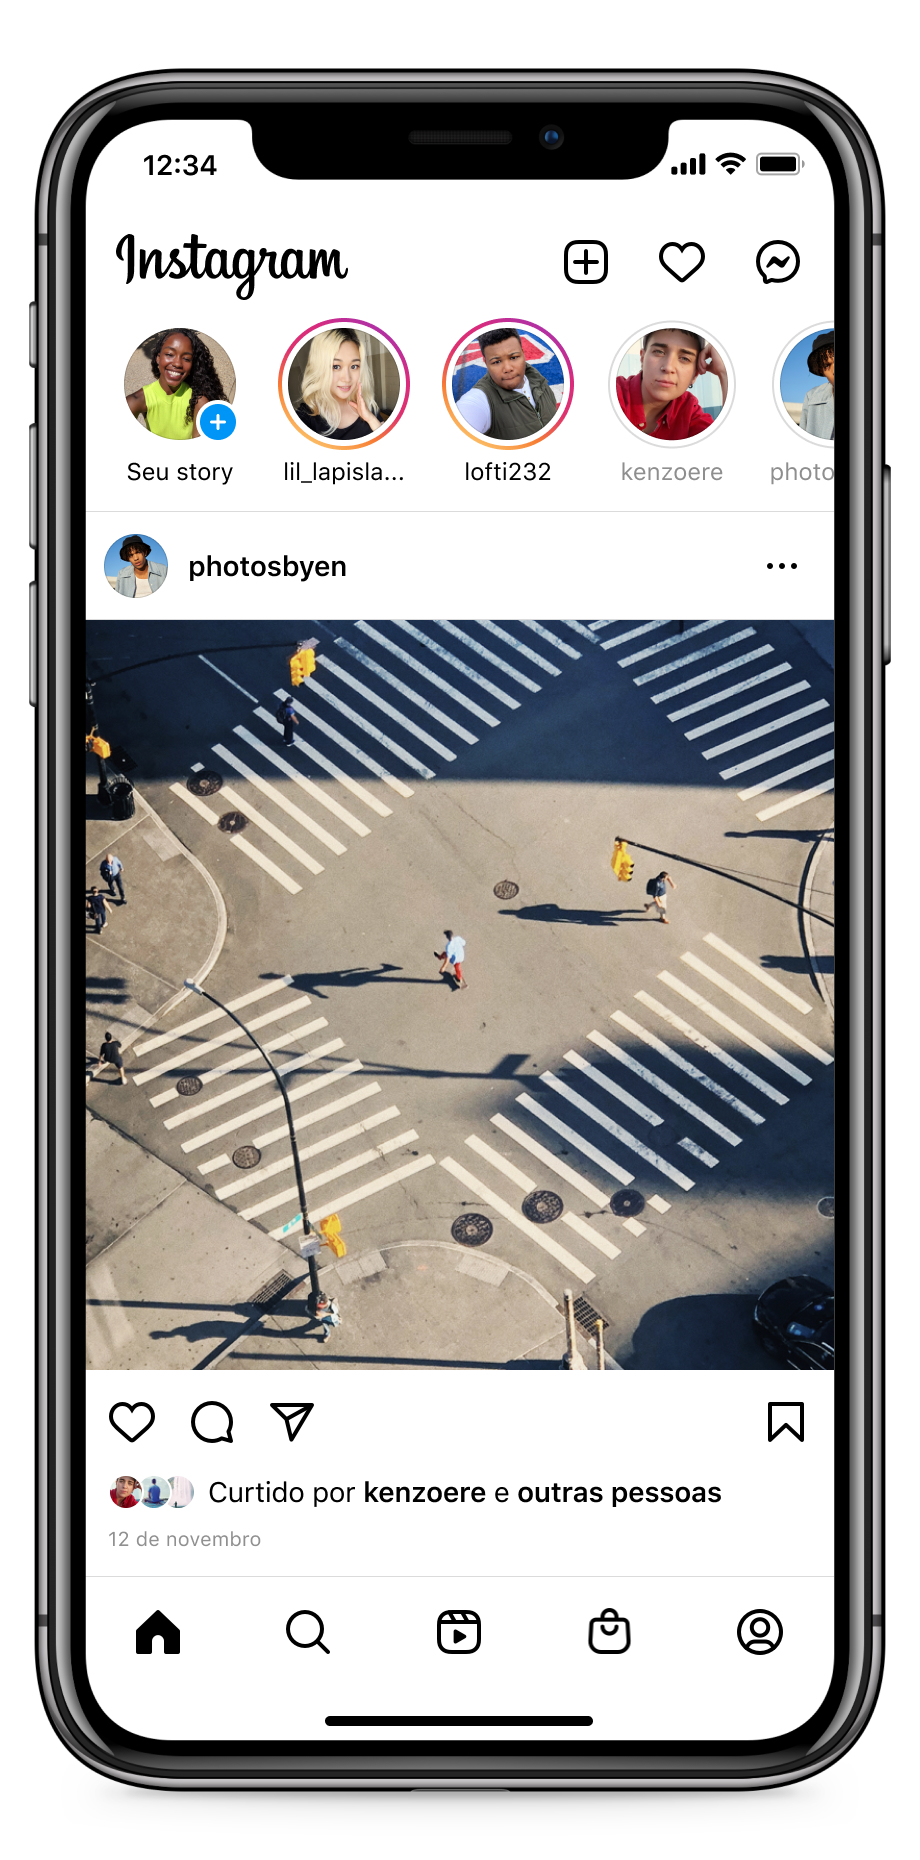 12:34
Instagram
Seu story
lil_lapisla...
lofti232
kenzoere
photo
photosbyen
Curtido por kenzoere e outras pessoas
12 de novembro